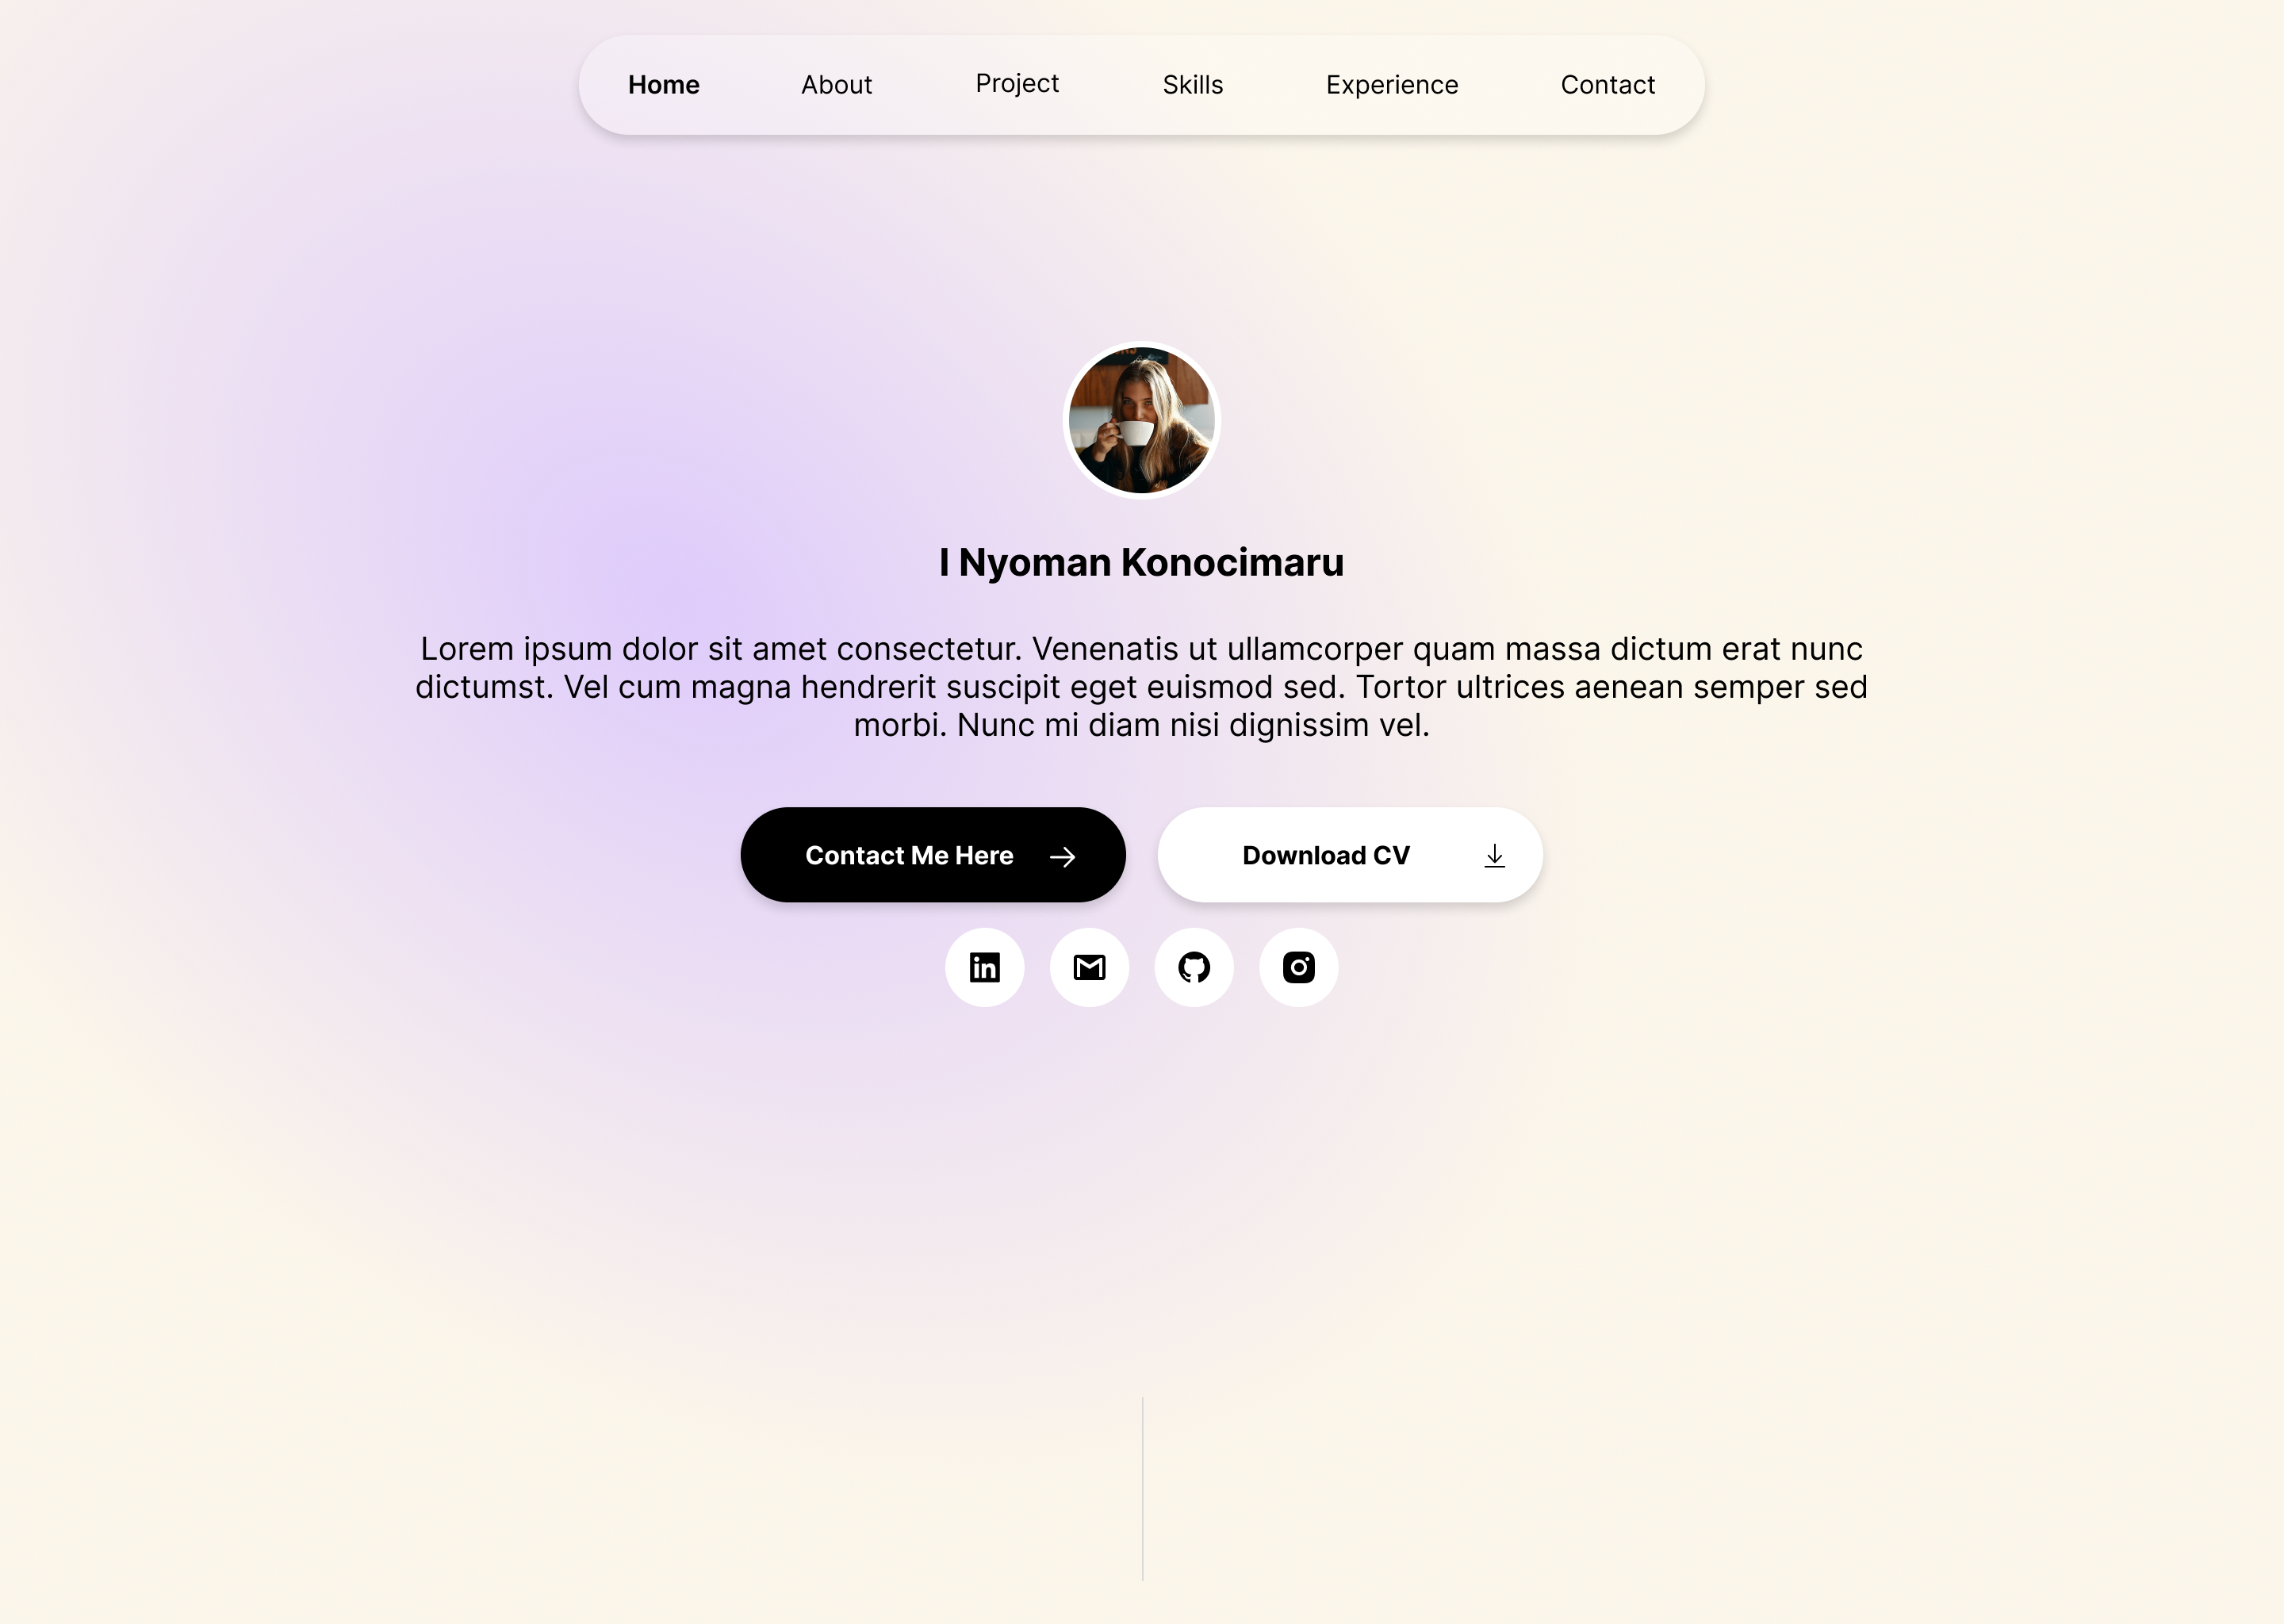 Home About Project Skills Experience Contact
I Nyoman Konocimaru
Lorem ipsum dolor sit amet consectetur. Venenatis ut ullamcorper quam massa dictum erat nunc
dictumst. Vel cum magna hendrerit suscipit eget euismod sed. Tortor ultrices aenean semper sed
morbi. Nunc mi diam nisi dignissim vel.
Contact Me Here
Download CV
in